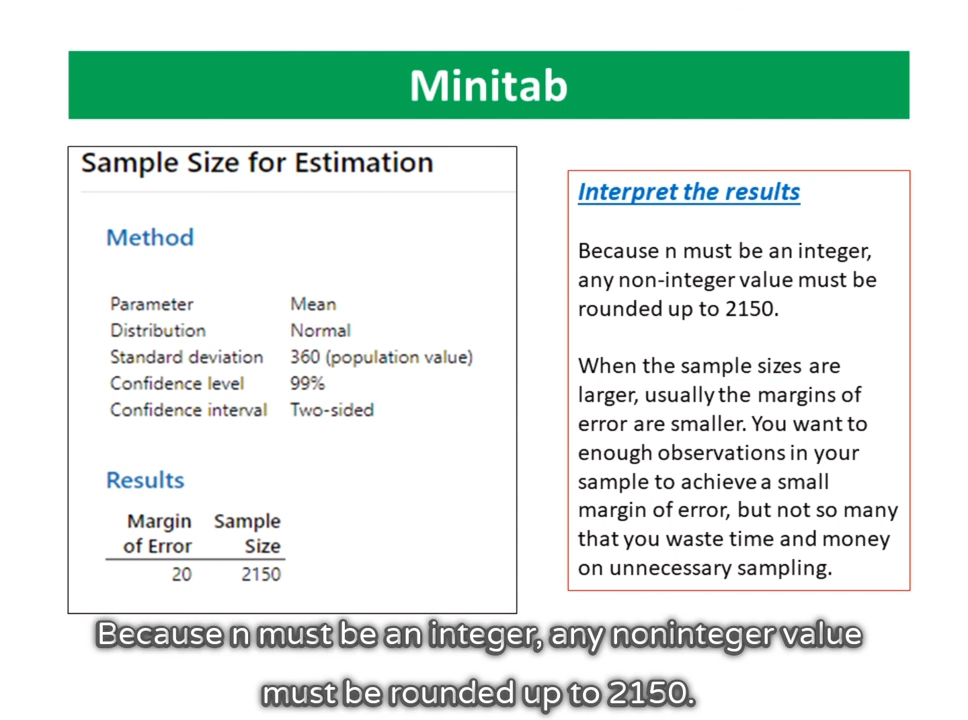 Minitab
Sample Size for Estimation
Method
Parameter Mean
Distribution Normal
Standard deviation 360 (population value)
Confidence level 99%
Confidence interval Two-sided
Results
Margin Sample
of Error Size
20 2150
Interpret the results
Because n must be an integer,
any non-integer value must be
rounded up to 2150.
When the sample sizes are
larger, usually the margins of
error are smaller. You want to
enough observations in your
sample to achieve a small
margin of error, but not so many
that you waste time and money
on unnecessary sampling.
Because n must be an integer, any noninteger value
must be rounded up to 2150.